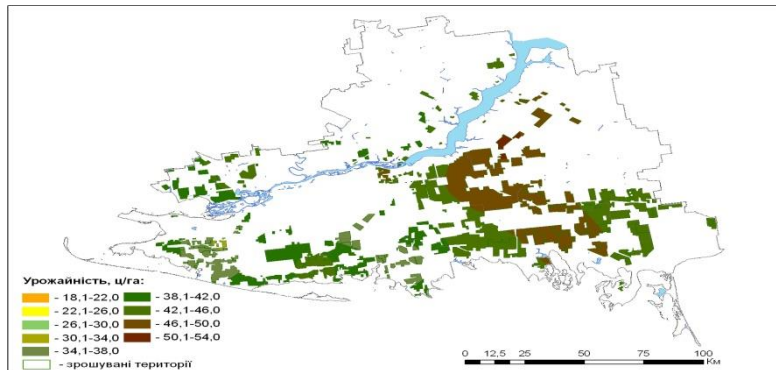 Урожайність, ц/га:
- 18,1-22,0
- 22,1-26,0
- 26,1-30,0
- 30,1-34,0
- 34,1-38,0
- 38,1-42,0
- 42,1-46,0
- 46,1-50,0
- 50,1-54,0
- зрошувані території
0 12,5 25 50 75 100
Км